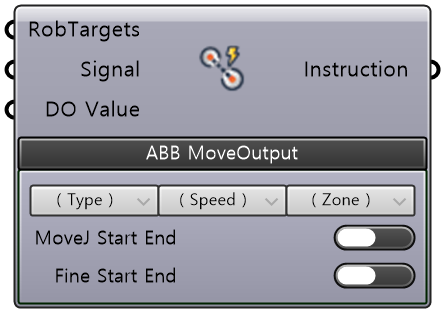 RobTargets
Signal
Instruction
DO Value
ABB MoveOutput
( Type ) ( Speed ) ( Zone )
MoveJ Start End
Fine Start End